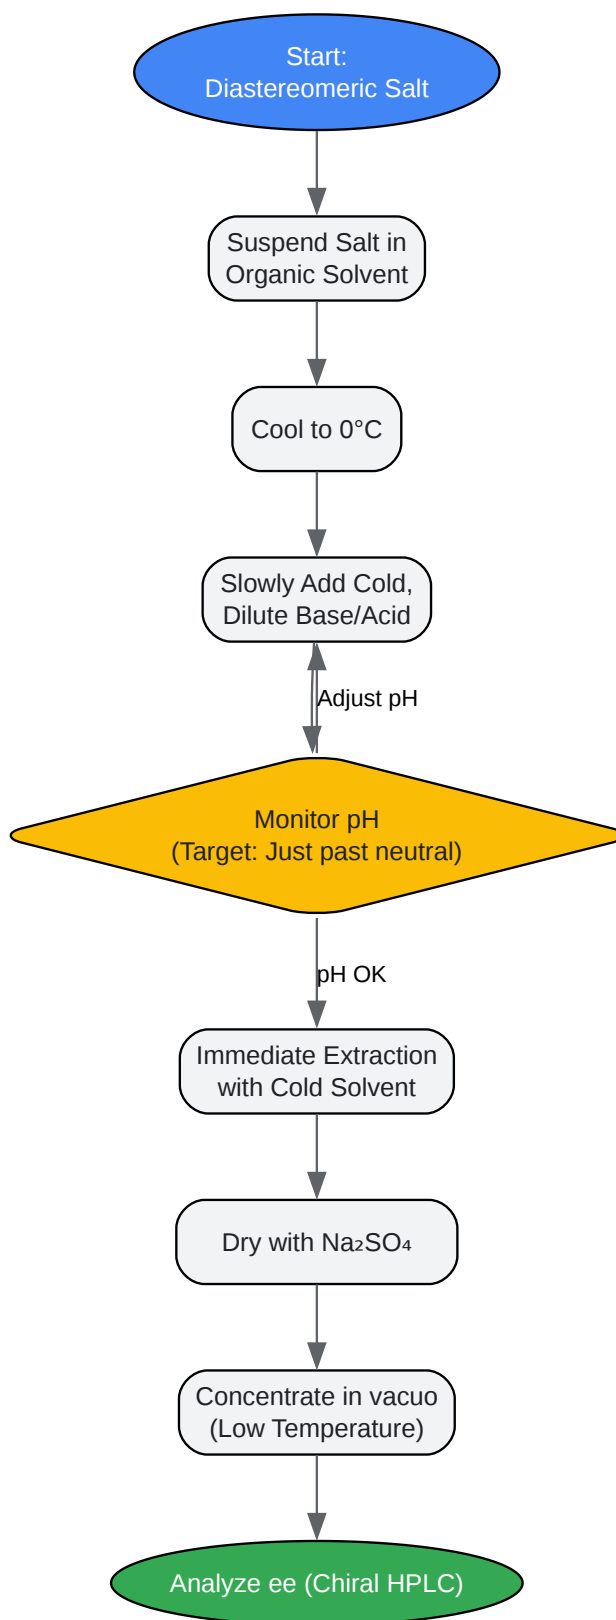 Start:
Diastereomeric Salt
Suspend Salt in
Organic Solvent
Cool to 0°C
Slowly Add Cold,
Dilute Base/Acid
Adjust pH
Monitor pH
(Target: Just past neutral)
pH OK
Immediate Extraction
with Cold Solvent
Dry with Na₂SO₄
Concentrate in vacuo
(Low Temperature)
Analyze ee (Chiral HPLC)